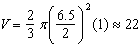 V = 2/3 π(6.5/2)²(1) ≈ 22